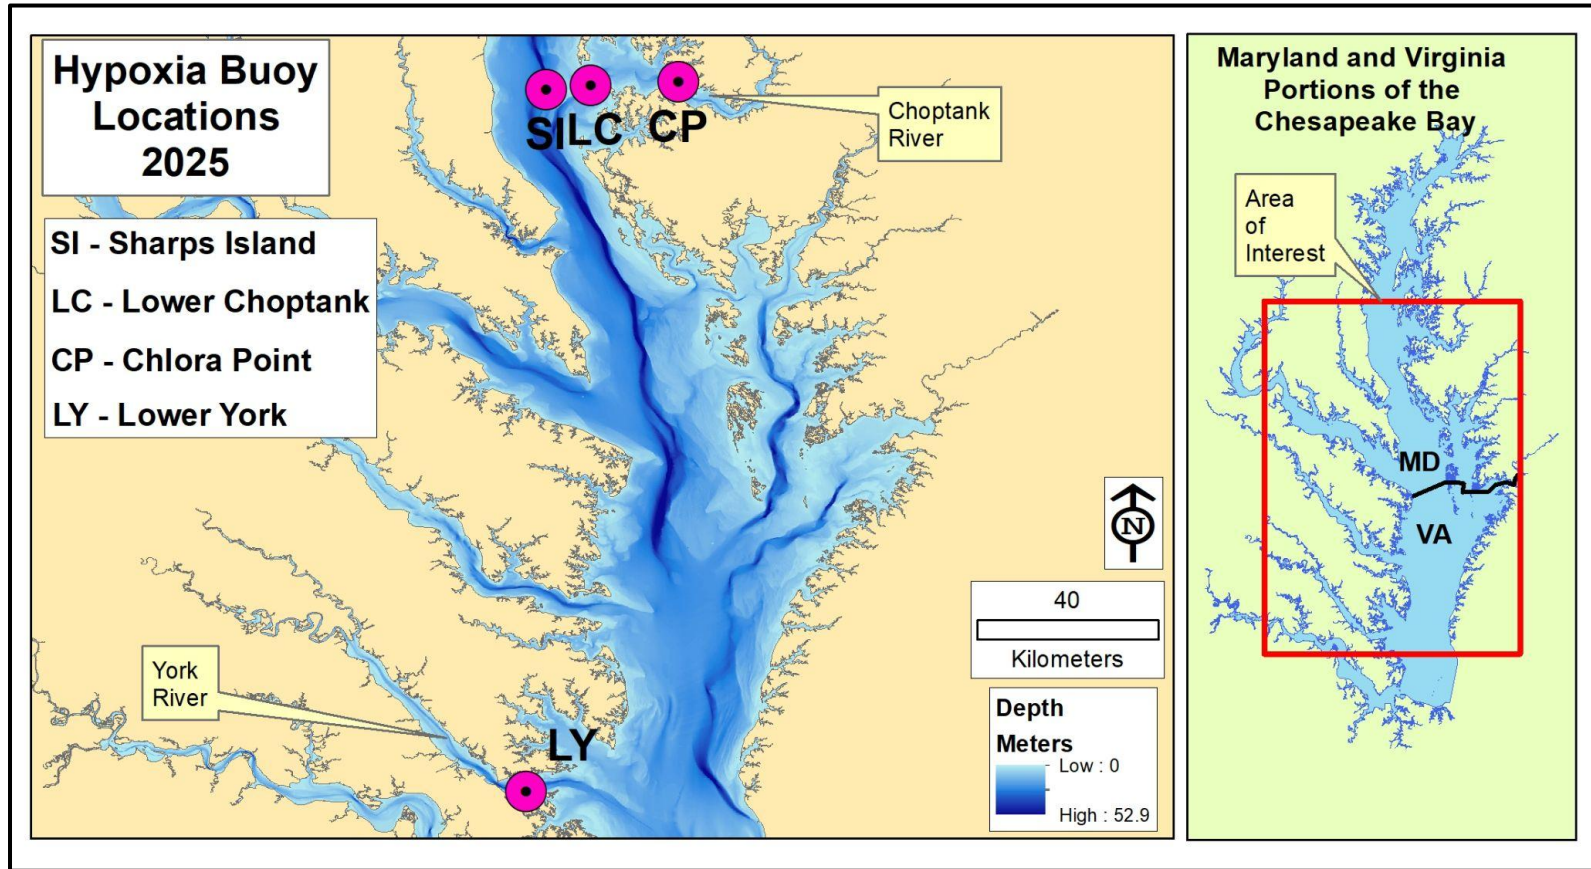 Hypoxia Buoy
Locations
2025
SI - Sharps Island
LC - Lower Choptank
CP - Chlora Point
LY - Lower York
SI
LC
CP
Choptank
River
York
River
LY
N
40
Kilometers
Depth
Meters
Low : 0
High : 52.9
Maryland and Virginia
Portions of the
Chesapeake Bay
Area
of
Interest
MD
VA